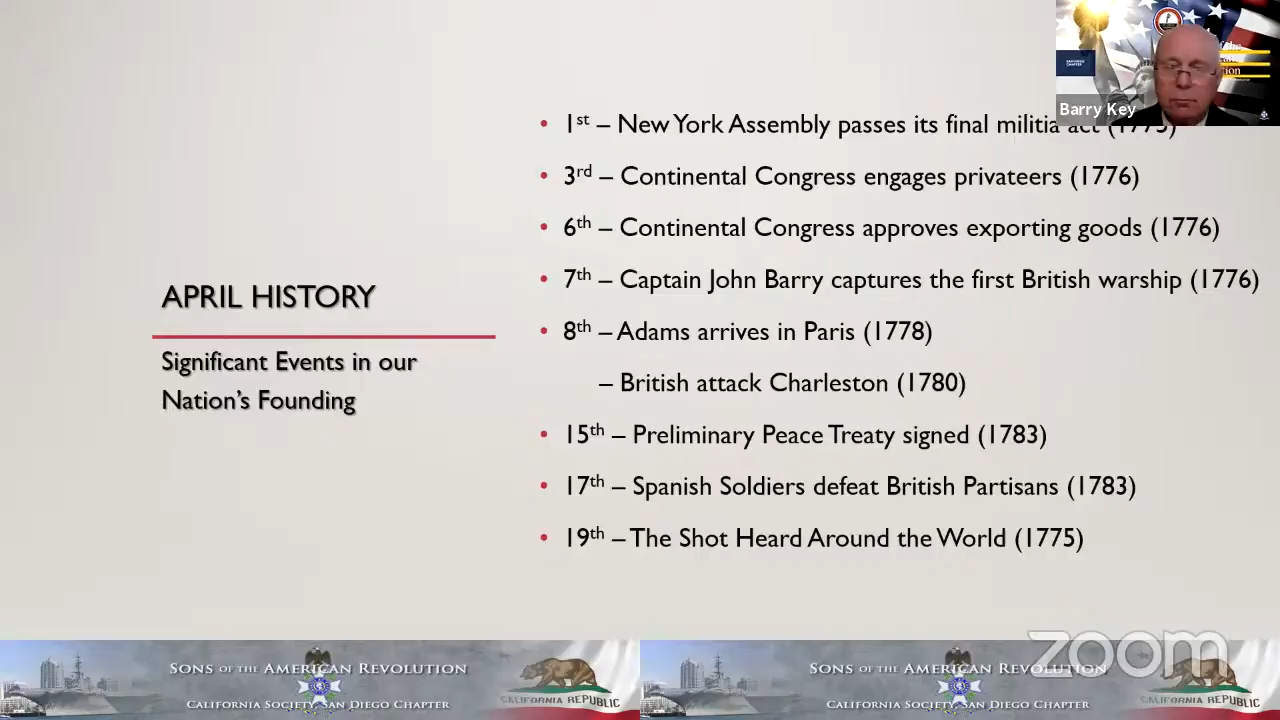 Barry Key
• 1st – New York Assembly passes its final militia act (1775)
• 3rd – Continental Congress engages privateers (1776)
• 6th – Continental Congress approves exporting goods (1776)
• 7th – Captain John Barry captures the first British warship (1776)
APRIL HISTORY
• 8th – Adams arrives in Paris (1778)
Significant Events in our
Nation's Founding
– British attack Charleston (1780)
• 15th – Preliminary Peace Treaty signed (1783)
• 17th – Spanish Soldiers defeat British Partisans (1783)
• 19th – The Shot Heard Around the World (1775)
zoom
SONS OF THE AMERICAN REVOLUTION
CALIFORNIA SOCIETY, SAN DIEGO CHAPTER
CALIFORNIA REPUBLIC
SONS OF THE AMERICAN REVOLUTION
CALIFORNIA SOCIETY, SAN DIEGO CHAPTER
CALIFORNIA REPUBLIC